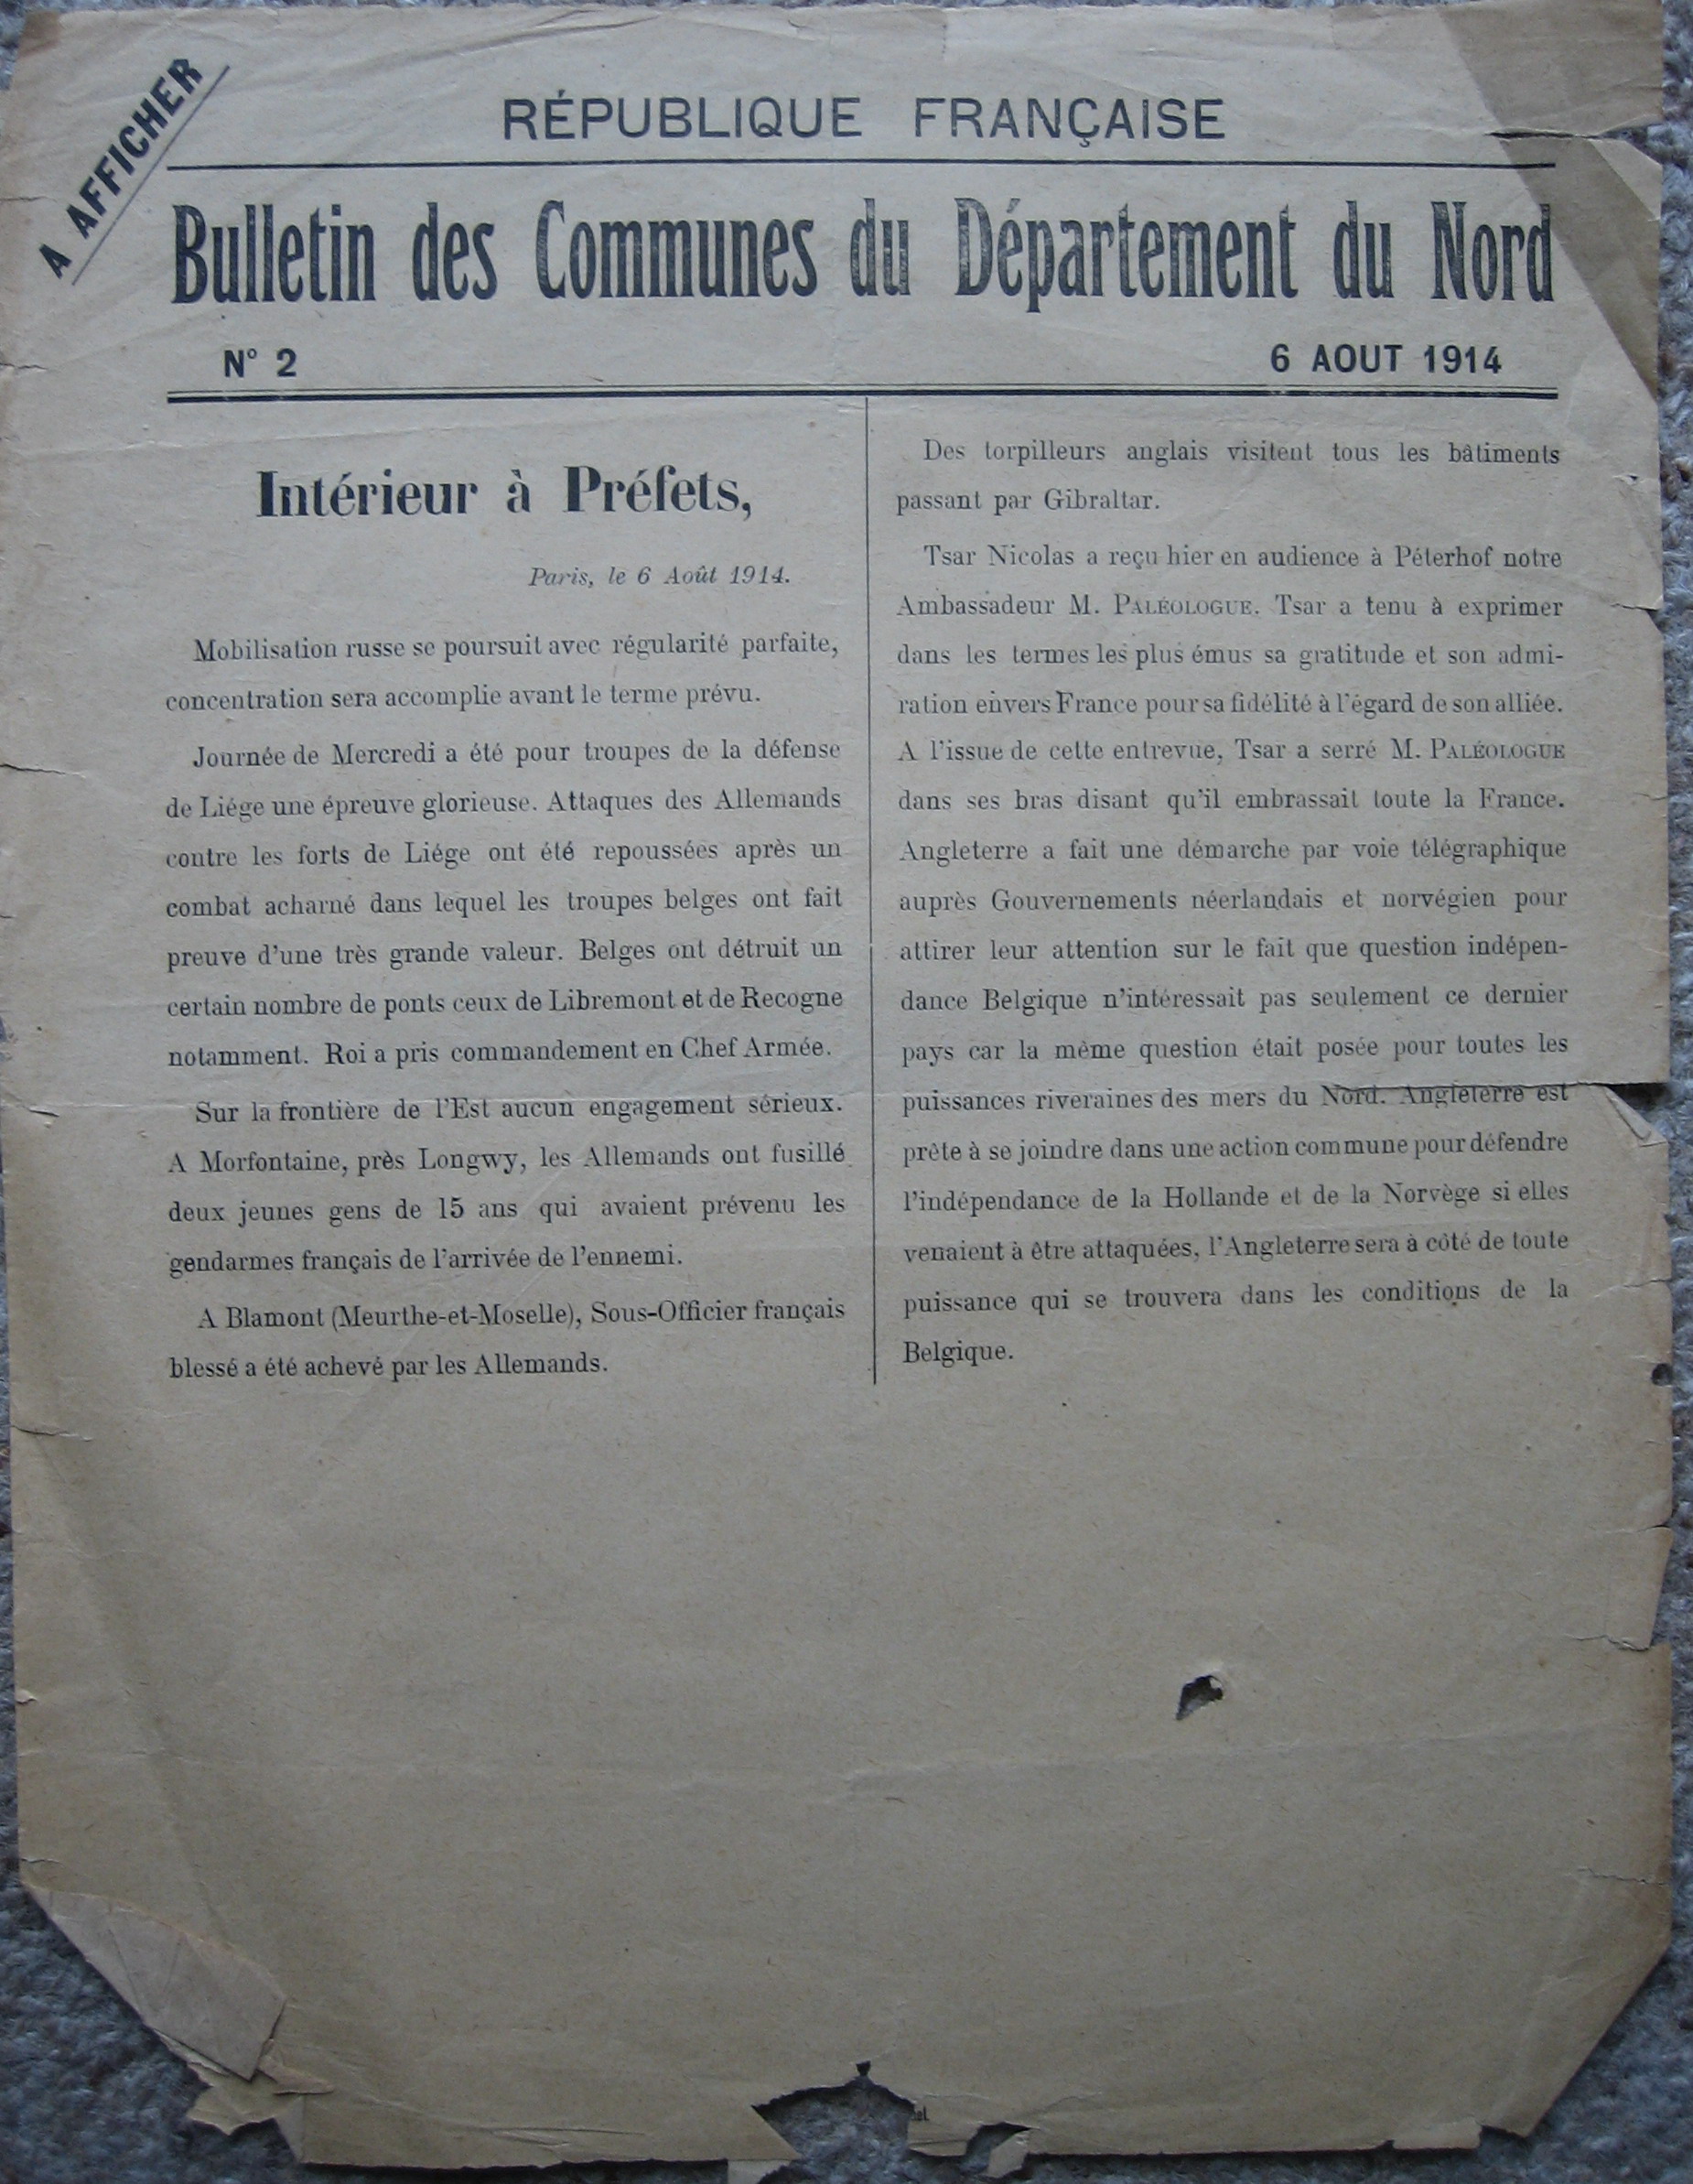 A AFFICHER
RÉPUBLIQUE FRANÇAISE
Bulletin des Communes du Département du Nord
N° 2
6 AOUT 1914
Intérieur à Préfets,
Paris, le 6 Août 1914.
Mobilisation russe se poursuit avec régularité parfaite,
concentration sera accomplie avant le terme prévu.
Journée de Mercredi a été pour troupes de la défense
de Liége une épreuve glorieuse. Attaques des Allemands
contre les forts de Liége ont été repoussées après un
combat acharné dans lequel les troupes belges ont fait
preuve d'une très grande valeur. Belges ont détruit un
certain nombre de ponts ceux de Libremont et de Recogne
notamment. Roi a pris commandement en Chef Armée.
Sur la frontière de l'Est aucun engagement sérieux.
A Morfontaine, près Longwy, les Allemands ont fusillé
deux jeunes gens de 15 ans qui avaient prévenu les
gendarmes français de l'arrivée de l'ennemi.
A Blamont (Meurthe-et-Moselle), Sous-Officier français
blessé a été achevé par les Allemands.
Des torpilleurs anglais visitent tous les bâtiments
passant par Gibraltar.
Tsar Nicolas a reçu hier en audience à Péterhof notre
Ambassadeur M. PALÉOLOGUE. Tsar a tenu à exprimer
dans les termes les plus émus sa gratitude et son admi-
ration envers France pour sa fidélité à l'égard de son alliée.
A l'issue de cette entrevue, Tsar a serré M. PALÉOLOGUE
dans ses bras disant qu'il embrassait toute la France.
Angleterre a fait une démarche par voie télégraphique
auprès Gouvernements néerlandais et norvégien pour
attirer leur attention sur le fait que question indépen-
dance Belgique n'intéressait pas seulement ce dernier
pays car la même question était posée pour toutes les
puissances riveraines des mers du Nord. Angleterre est
prête à se joindre dans une action commune pour défendre
l'indépendance de la Hollande et de la Norvège si elles
venaient à être attaquées, l'Angleterre sera à côté de toute
puissance qui se trouvera dans les conditions de la
Belgique.